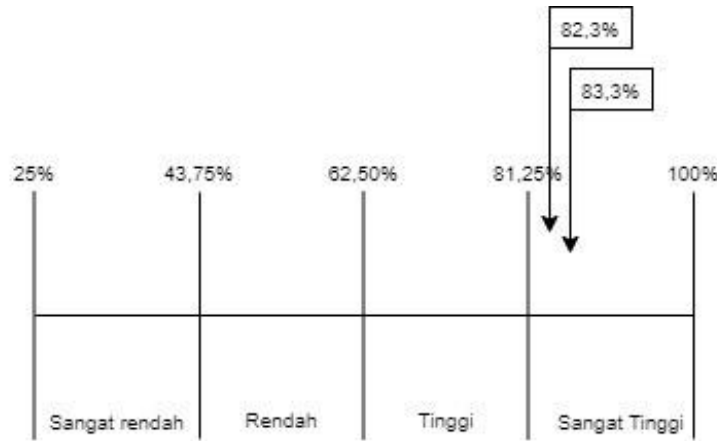 82,3%
83,3%
25% 43,75% 62,50% 81,25% 100%
Sangat rendah Rendah Tinggi Sangat Tinggi